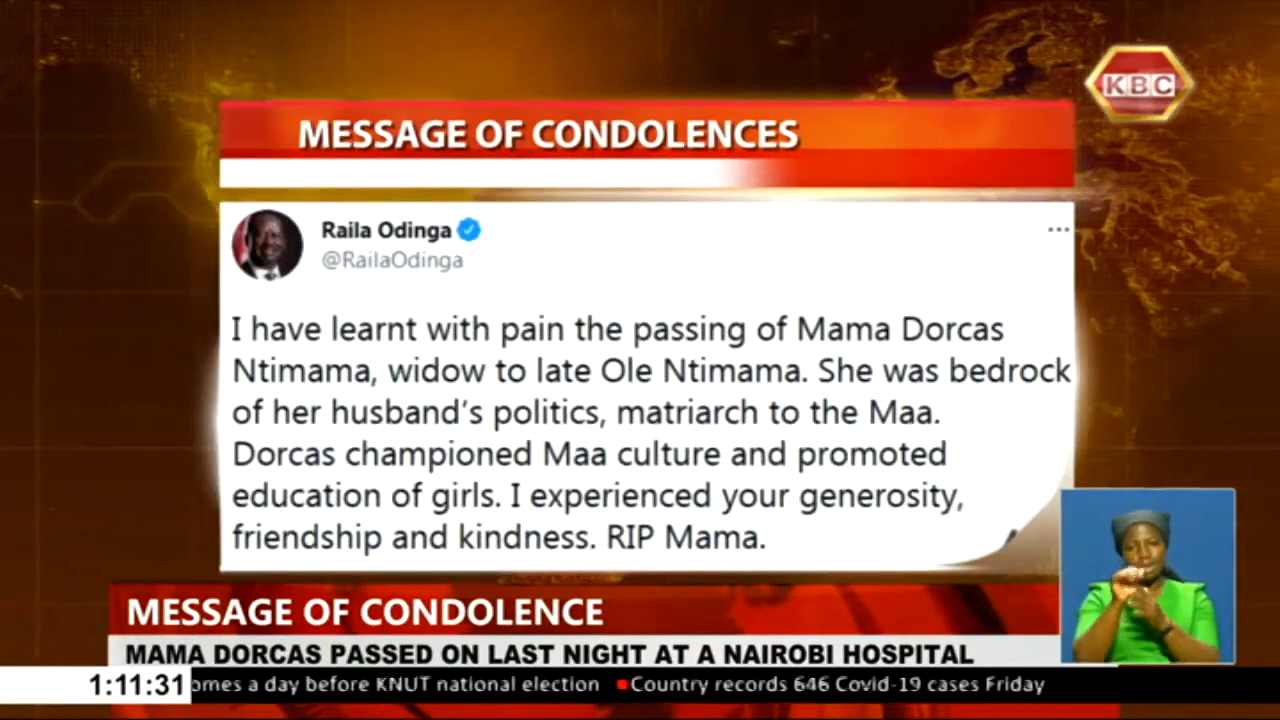 KBC
MESSAGE OF CONDOLENCES
Raila Odinga
@RailaOdinga
I have learnt with pain the passing of Mama Dorcas
Ntimama, widow to late Ole Ntimama. She was bedrock
of her husband's politics, matriarch to the Maa.
Dorcas championed Maa culture and promoted
education of girls. I experienced your generosity,
friendship and kindness. RIP Mama.
MESSAGE OF CONDOLENCE
MAMA DORCAS PASSED ON LAST NIGHT AT A NAIROBI HOSPITAL
1:11:31 omes a day before KNUT national election ▪Country records 646 Covid-19 cases Friday